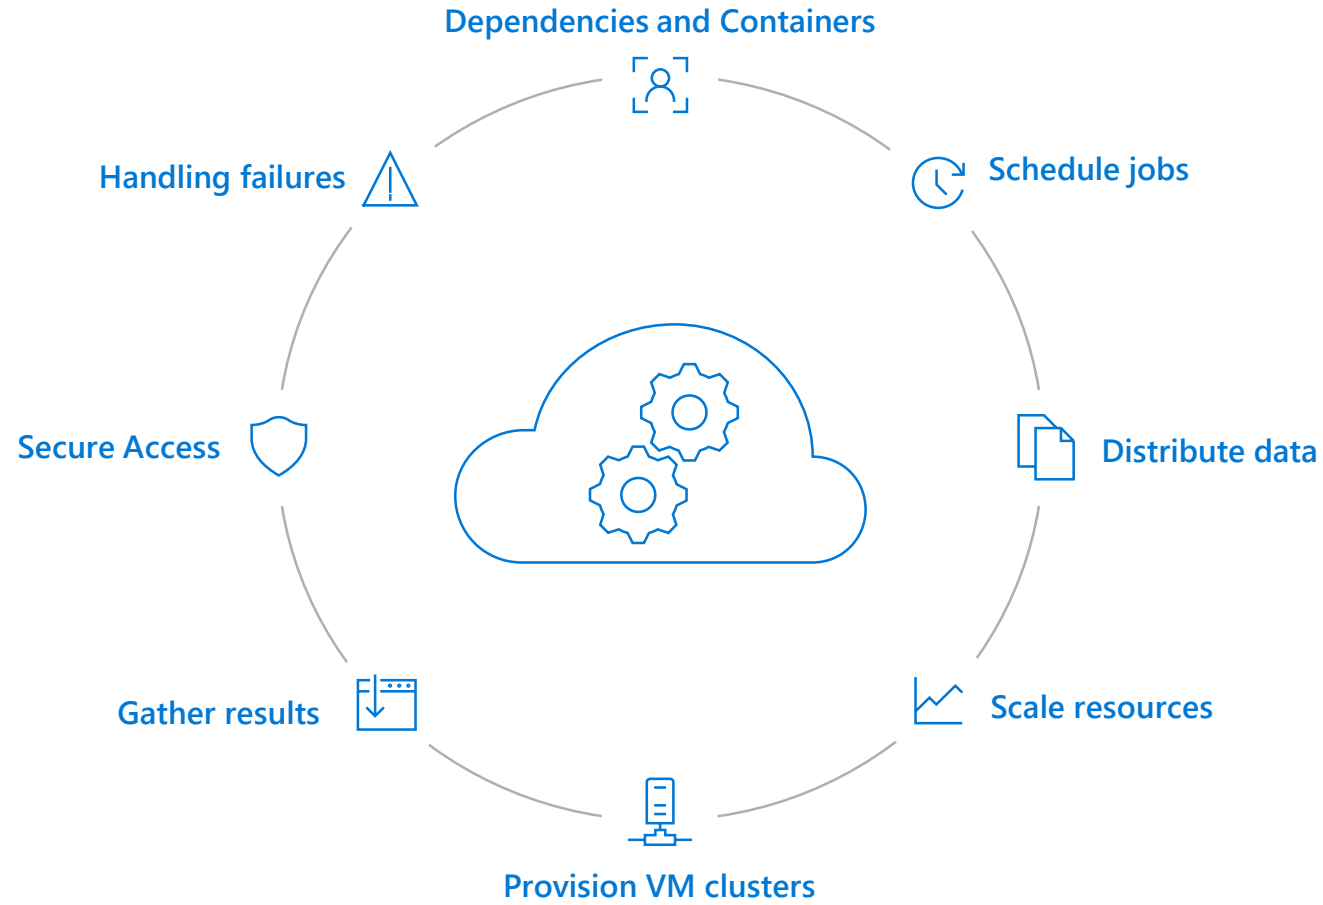 Dependencies and Containers
Schedule jobs
Handling failures
Secure Access
Distribute data
Gather results
Scale resources
Provision VM clusters